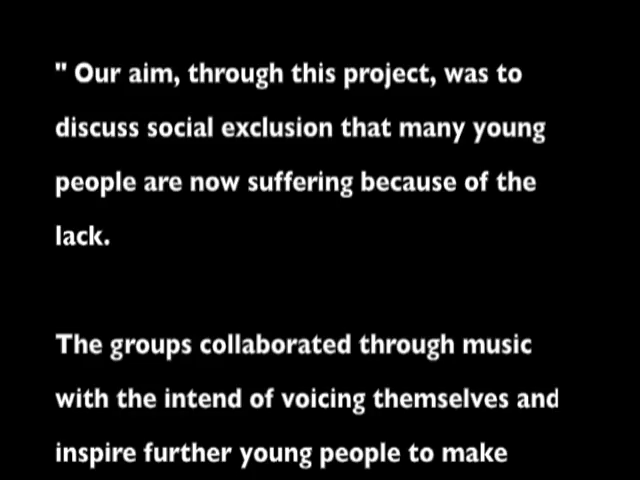 " Our aim, through this project, was to
discuss social exclusion that many young
people are now suffering because of the
lack.
The groups collaborated through music
with the intend of voicing themselves and
inspire further young people to make